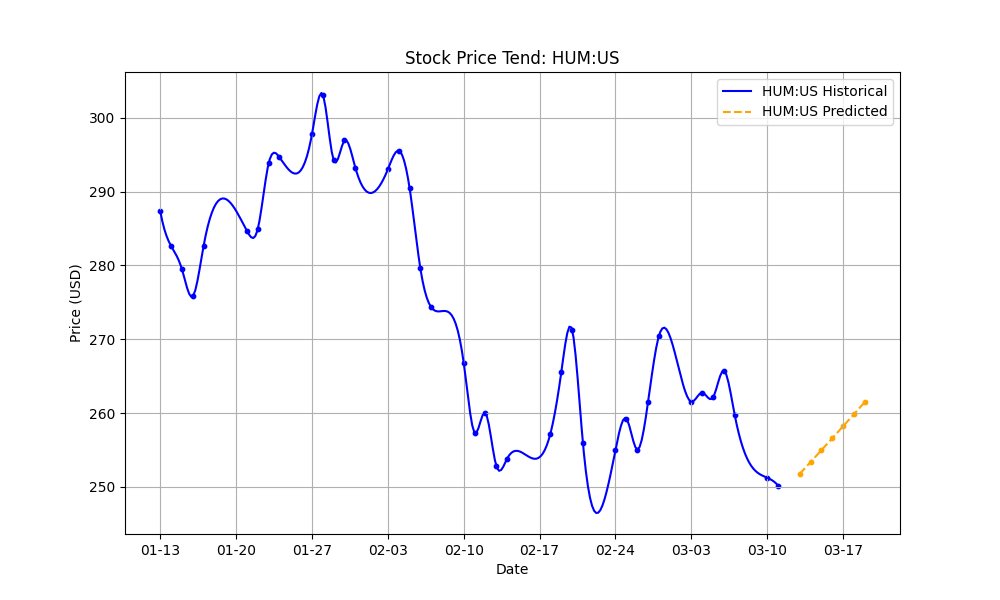 Stock Price Tend: HUM:US
HUM:US Historical
HUM:US Predicted
Price (USD)
300
290
280
270
260
250
01-13 01-20 01-27 02-03 02-10 02-17 02-24 03-03 03-10 03-17
Date